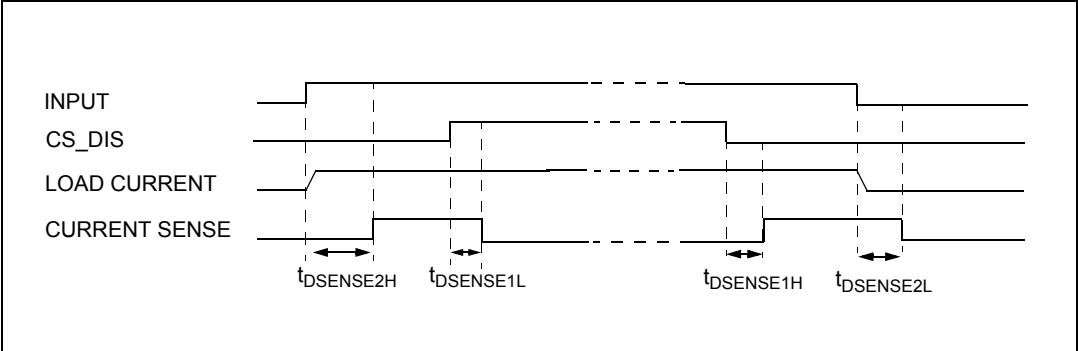 INPUT
CS_DIS
LOAD CURRENT
CURRENT SENSE
tDSENSE2H tDSENSE1L tDSENSE1H tDSENSE2L